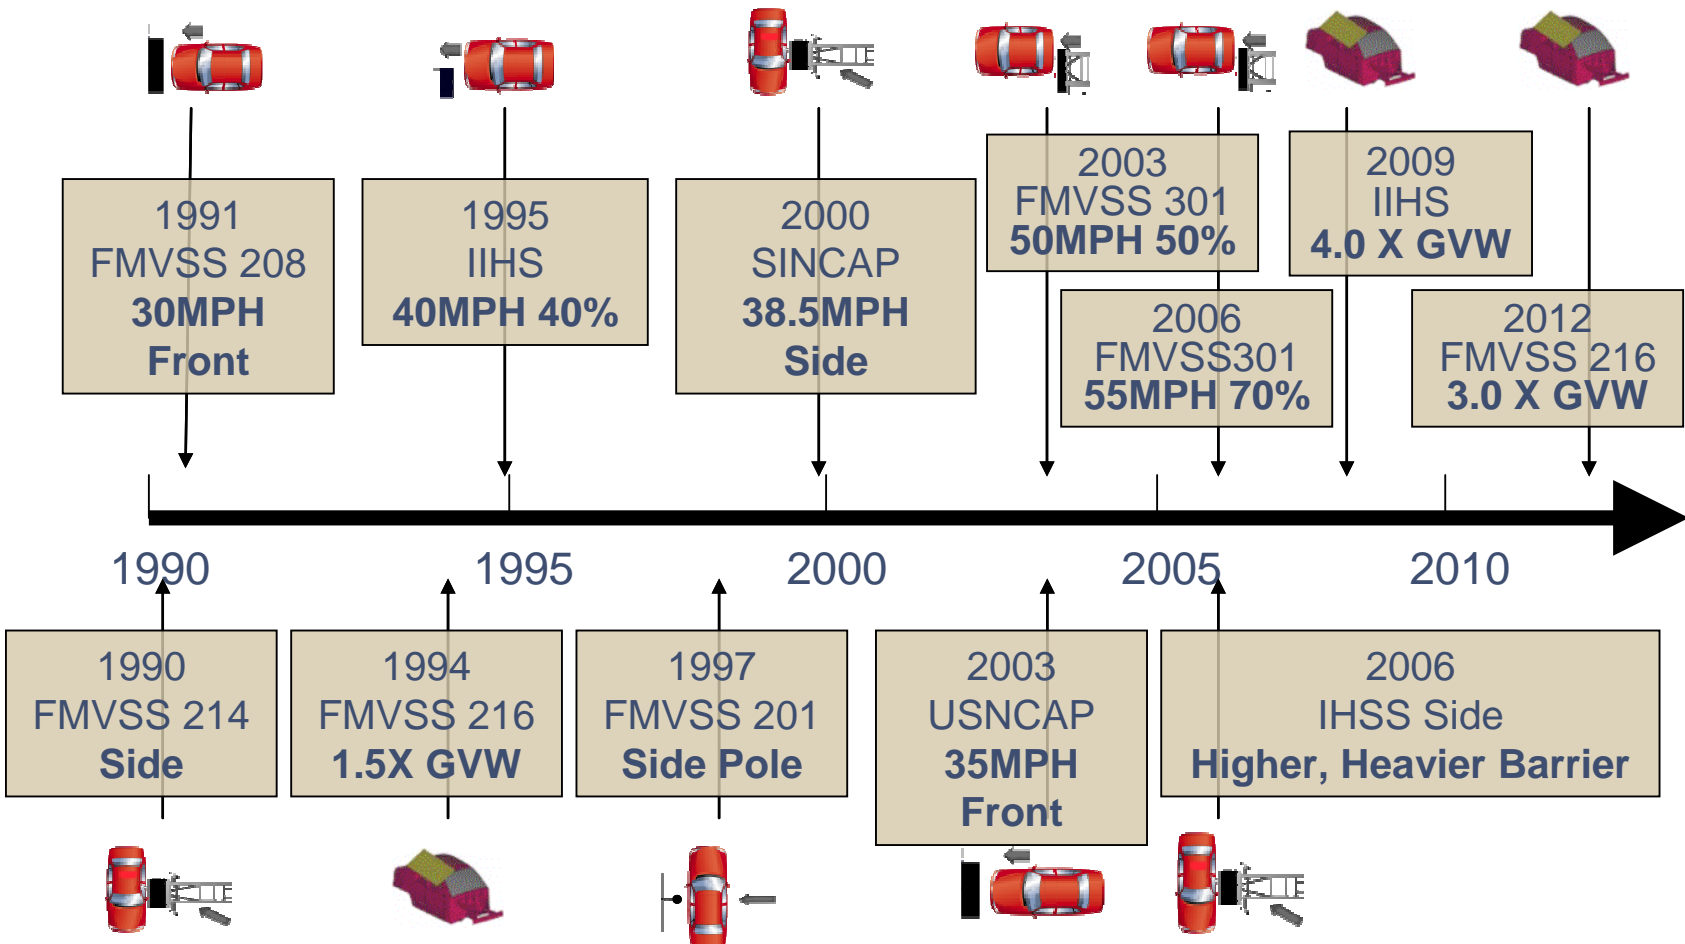 1991
FMVSS 208
30MPH
Front
1995
IIHS
40MPH 40%
2000
SINCAP
38.5MPH
Side
2003
FMVSS 301
50MPH 50%
2006
FMVSS301
55MPH 70%
2009
IIHS
4.0 X GVW
2012
FMVSS 216
3.0 X GVW
1990
1995
2000
2005
2010
1990
FMVSS 214
Side
1994
FMVSS 216
1.5X GVW
1997
FMVSS 201
Side Pole
2003
USNCAP
35MPH
Front
2006
IHSS Side
Higher, Heavier Barrier